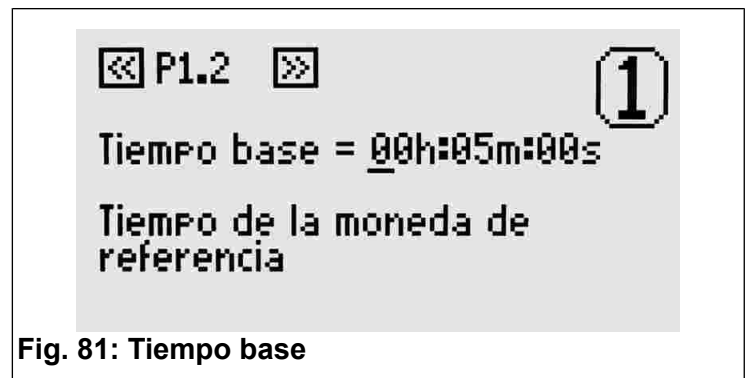 ≪ P1.2 ≫ 1
Tiempo base = 00h:05m:00s
Tiempo de la moneda de
referencia
Fig. 81: Tiempo base